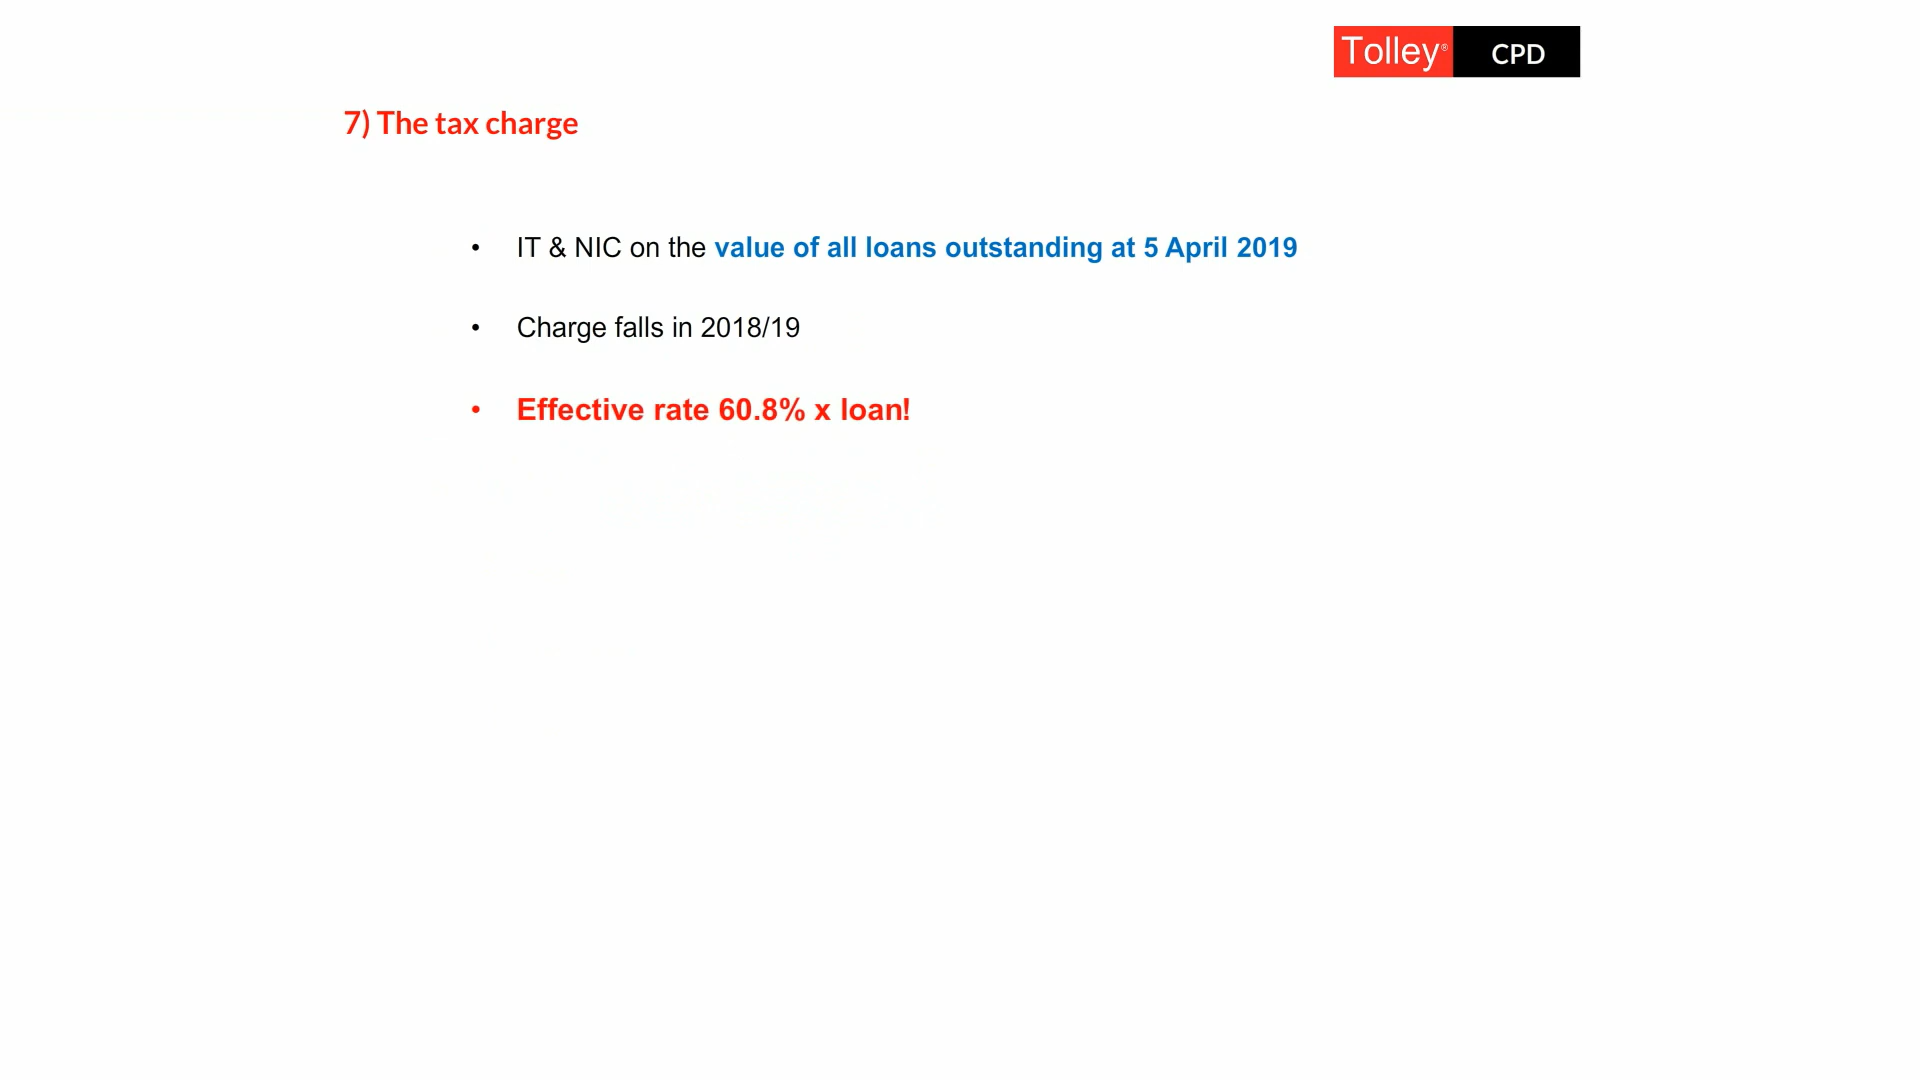 Tolley® CPD
7) The tax charge
• IT & NIC on the value of all loans outstanding at 5 April 2019
• Charge falls in 2018/19
• Effective rate 60.8% x loan!